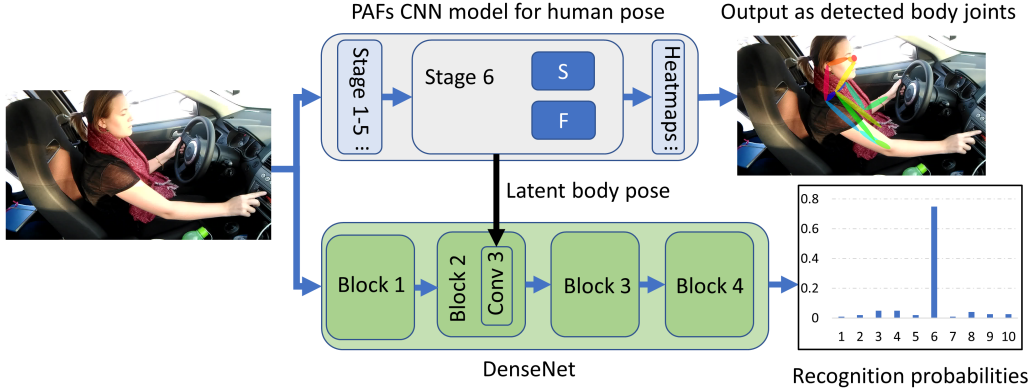 PAFs CNN model for human pose
Output as detected body joints
Stage 1-5 ⋮
Stage 6
S
F
Heatmaps⋮
Latent body pose
Block 1
Block 2
Conv 3
Block 3
Block 4
DenseNet
0.8
0.6
0.4
0.2
0
1 2 3 4 5 6 7 8 9 10
Recognition probabilities